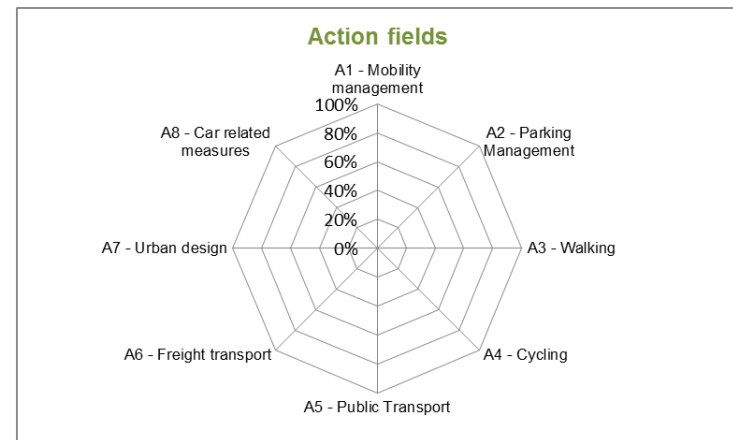 Action fields
A1 - Mobility
management
100%
80%
60%
40%
20%
0%
A2 - Parking
Management
A3 - Walking
A4 - Cycling
A5 - Public Transport
A6 - Freight transport
A7 - Urban design
A8 - Car related
measures